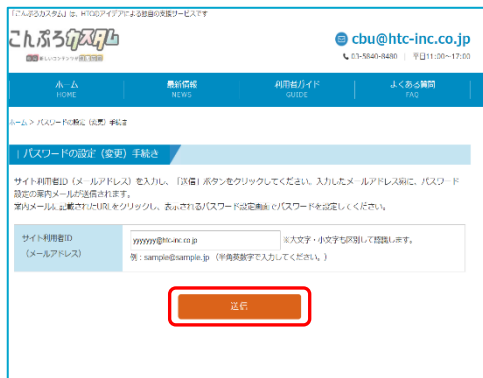 「こんぷろカスタム」は、HTCのアイデアによる独自の支援サービスです
こんぷろカスタム
cbu@htc-inc.co.jp
03-5840-8480 | 平日11:00~17:00
ホーム 最新情報 利用者ガイド よくある質問
HOME NEWS GUIDE FAQ
ホーム > パスワードの設定（変更）手続き
パスワードの設定（変更）手続き
サイト利用者ID（メールアドレス）を入力し、「送信」ボタンをクリックしてください。入力したメールアドレス宛に、パスワード
設定の案内メールが送信されます。
案内メールに記載されたURLをクリックし、表示されるパスワード設定画面でパスワードを設定してください。
サイト利用者ID
（メールアドレス）
yyyyyyy@htc-inc.co.jp ※大文字・小文字も区別して認識します。
例：sample@sample.jp （半角英数字で入力してください。）
送信